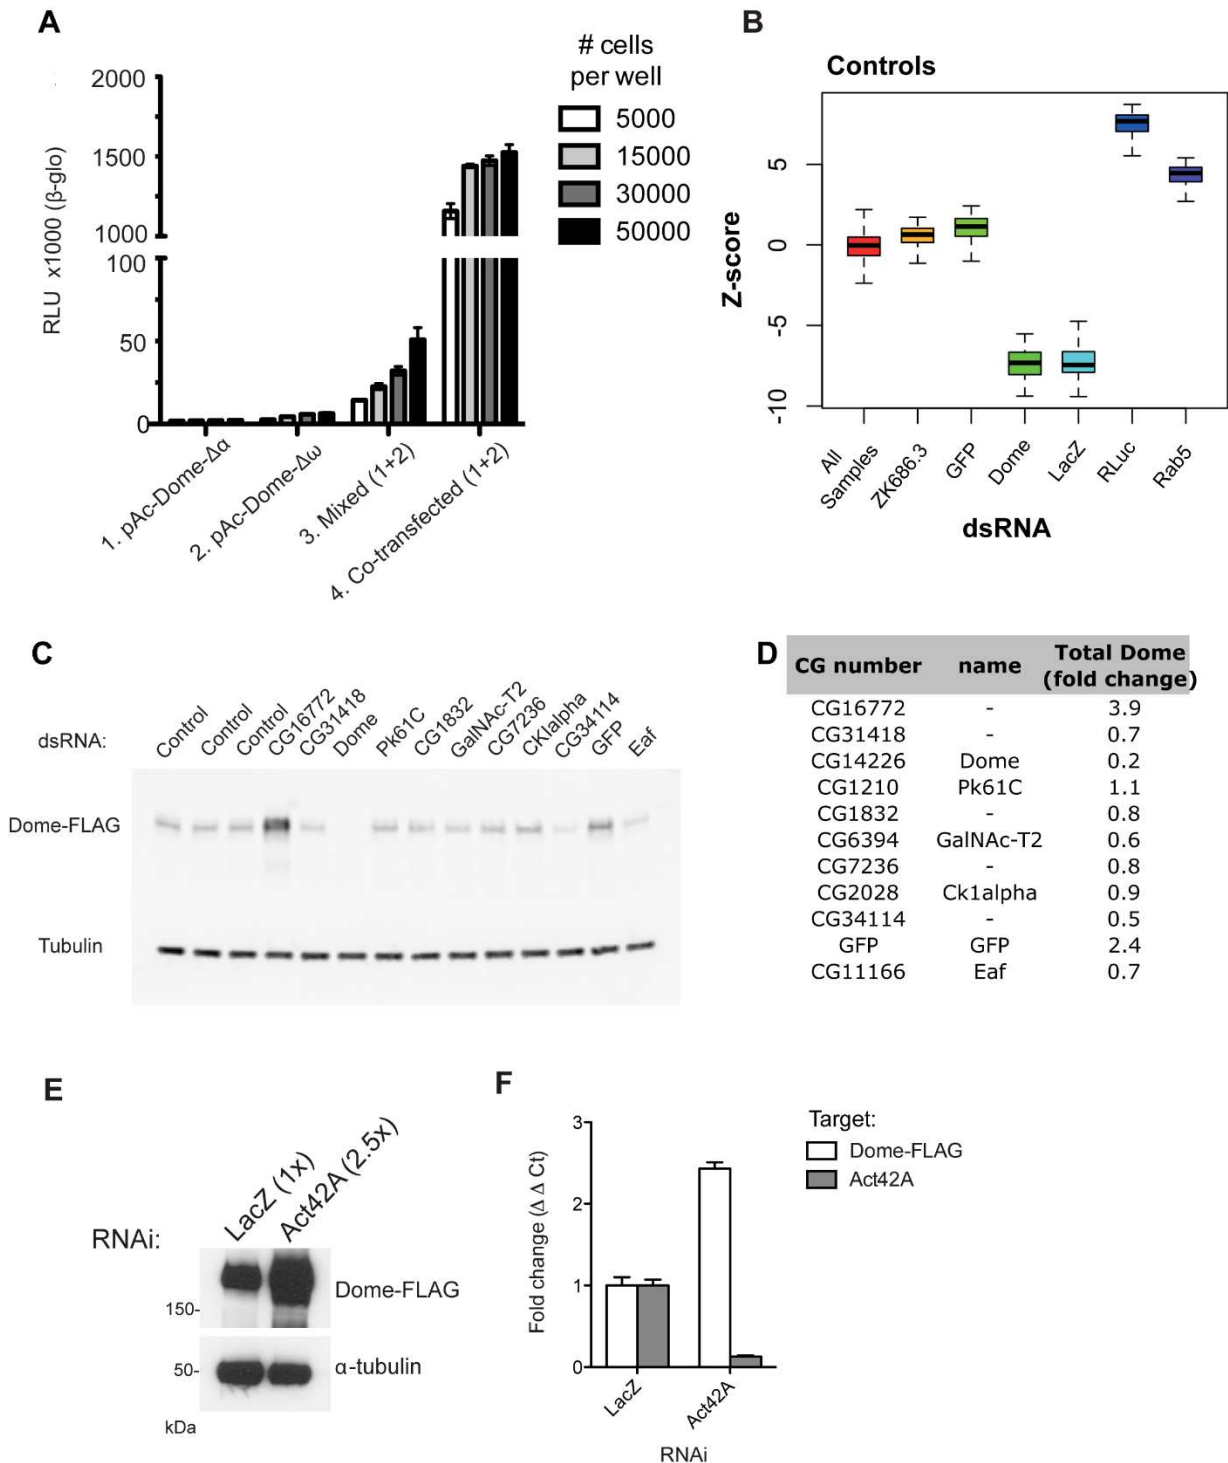 A
# cells
per well
5000
15000
30000
50000
RLU x1000 (β-glo)
2000
1500
1000
100
50
0
1. pAc-Dome-Δα
2. pAc-Dome-Δω
3. Mixed (1+2)
4. Co-transfected (1+2)
B
Controls
Z-score
5
0
-5
-10
All
Samples
ZK686.3
GFP
Dome
LacZ
RLuc
Rab5
dsRNA
C
dsRNA:
Control
Control
Control
CG16772
CG31418
Dome
Pk61C
CG1832
GalNAc-T2
CG7236
CKIalpha
CG34114
GFP
Eaf
Dome-FLAG
Tubulin
D
CG number name Total Dome
(fold change)
CG16772 - 3.9
CG31418 - 0.7
CG14226 Dome 0.2
CG1210 Pk61C 1.1
CG1832 - 0.8
CG6394 GalNAc-T2 0.6
CG7236 - 0.8
CG2028 Ck1alpha 0.9
CG34114 - 0.5
GFP GFP 2.4
CG11166 Eaf 0.7
E
RNAi:
LacZ (1x)
Act42A (2.5x)
Dome-FLAG
150-
50-
α-tubulin
kDa
F
Fold change (Δ Δ Ct)
3
2
1
0
LacZ
Act42A
RNAi
Target:
Dome-FLAG
Act42A